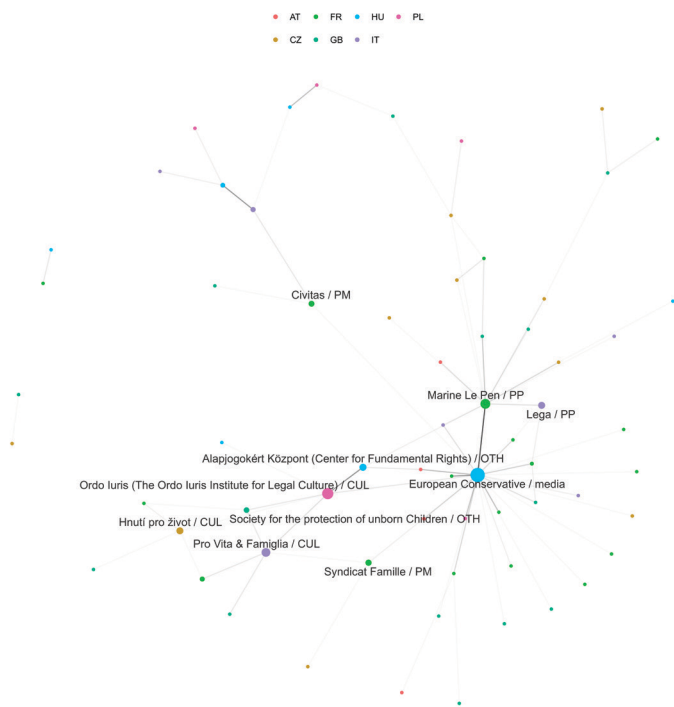 AT FR HU PL
CZ GB IT
Civitas / PM
Marine Le Pen / PP
Lega / PP
Alapjogokért Központ (Center for Fundamental Rights) / OTH
Ordo Iuris (The Ordo Iuris Institute for Legal Culture) / CUL
European Conservative / media
Society for the protection of unborn Children / OTH
Hnutí pro život / CUL
Pro Vita & Famiglia / CUL
Syndicat Famille / PM